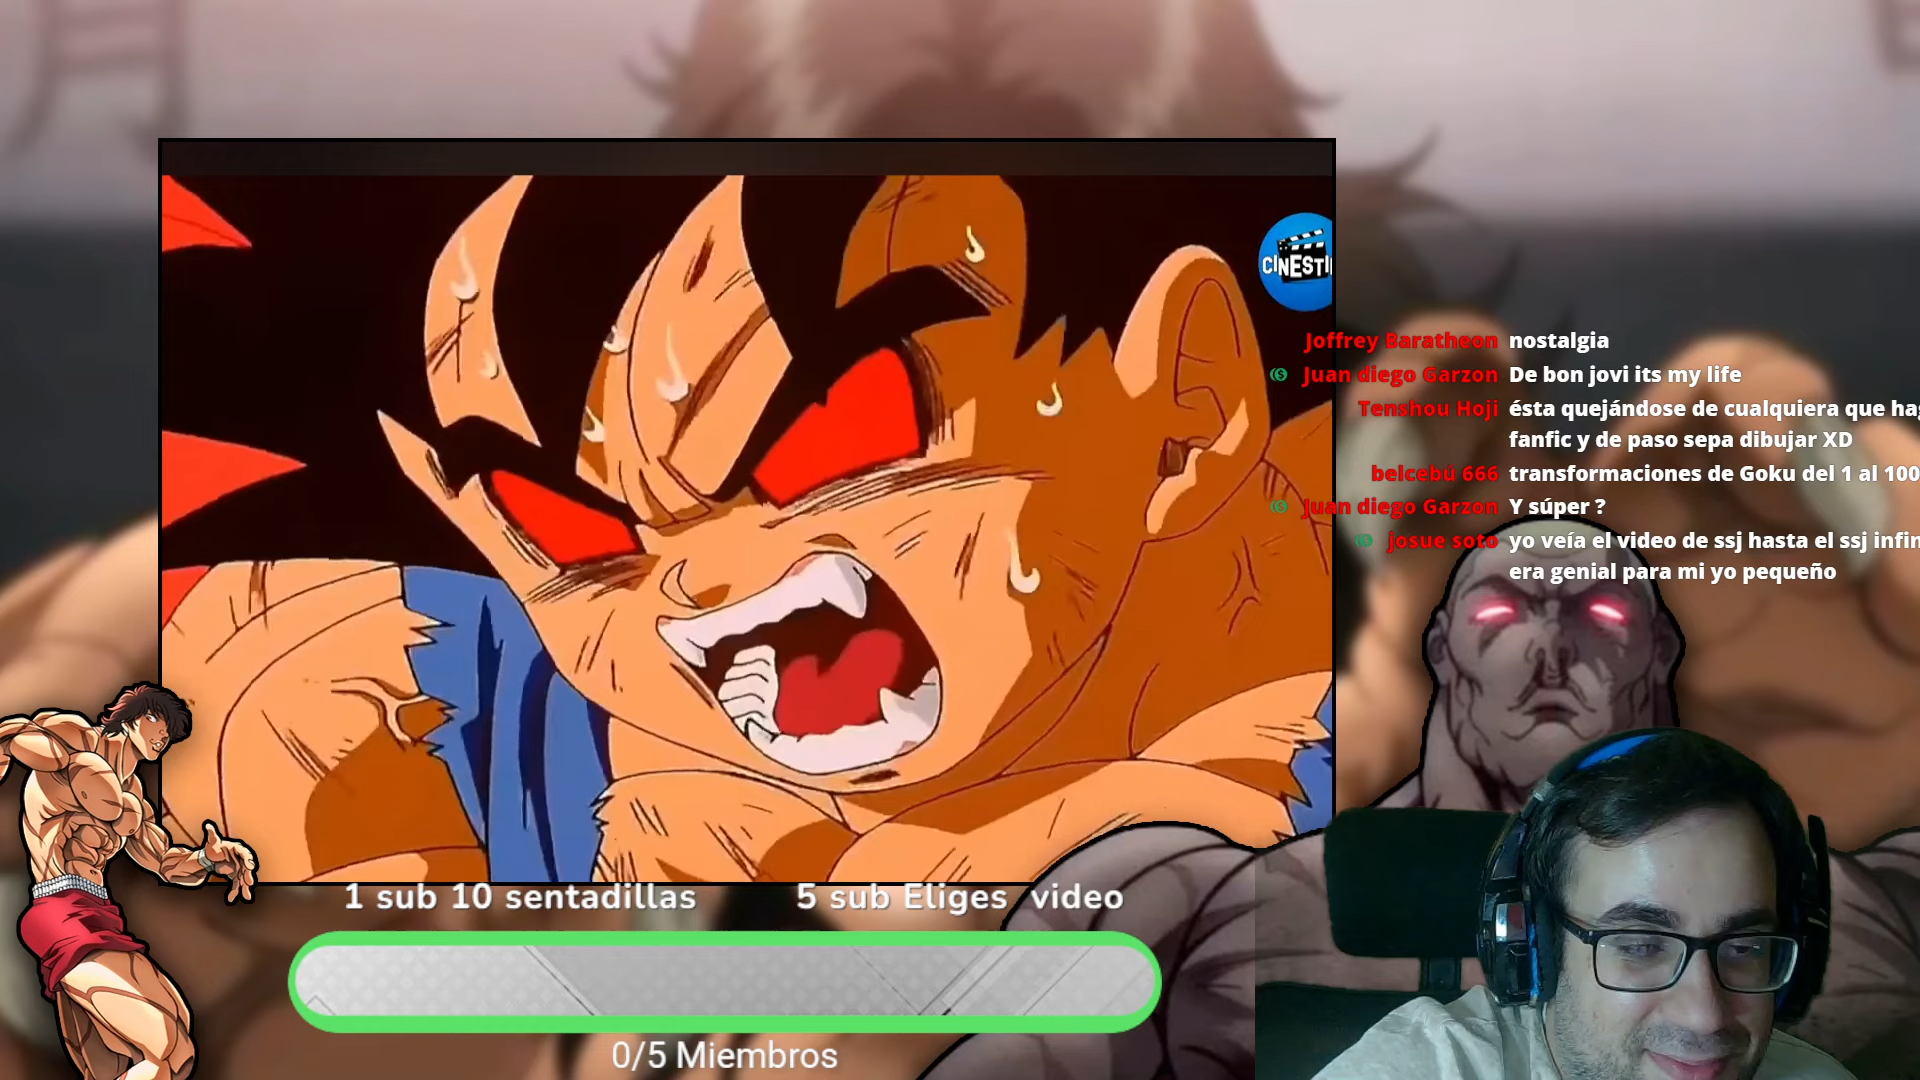 CINESTI
Joffrey Baratheon nostalgia
Juan diego Garzon De bon jovi its my life
Tenshou Hoji ésta quejándose de cualquiera que hag
fanfic y de paso sepa dibujar XD
belcebú 666 transformaciones de Goku del 1 al 100
Juan diego Garzon Y súper ?
josue soto yo veía el video de ssj hasta el ssj infin
era genial para mi yo pequeño
1 sub 10 sentadillas 5 sub Eliges video
0/5 Miembros